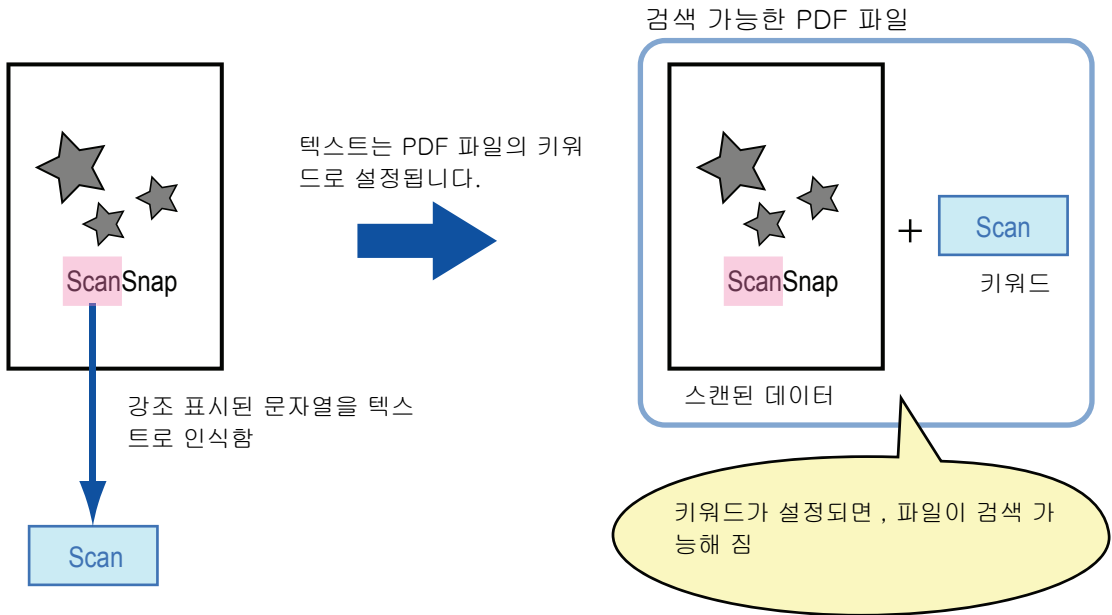 검색 가능한 PDF 파일
텍스트는 PDF 파일의 키워
드로 설정됩니다.
ScanSnap
강조 표시된 문자열을 텍스
트로 인식함
Scan
ScanSnap
+
Scan
키워드
스캔된 데이터
키워드가 설정되면 , 파일이 검색 가
능해 짐